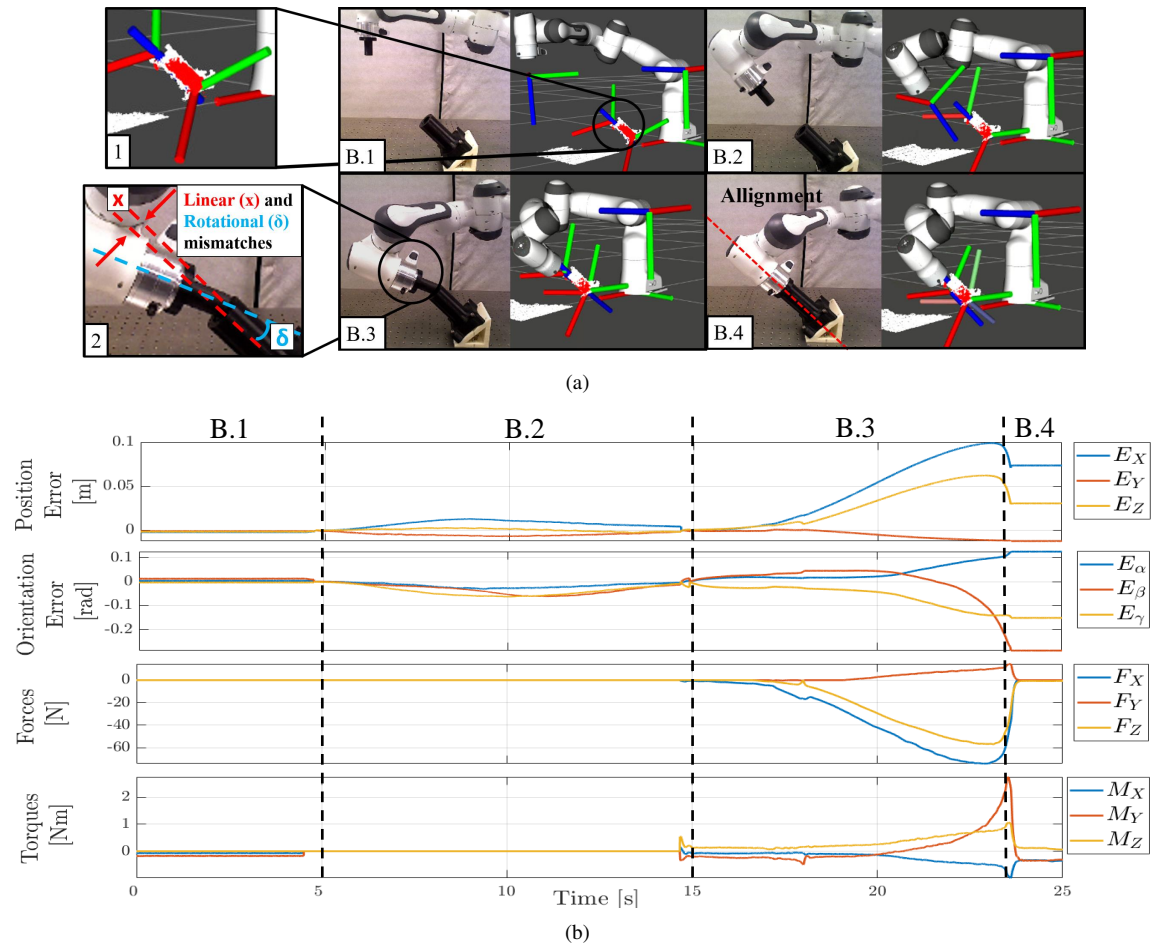 1
B.1
B.2
x
Linear (x) and
Rotational (δ)
mismatches
δ
2
B.3
Allignment
B.4
(a)
B.1
B.2
B.3
B.4
Position
Error
[m]
0.1
0.05
0
E_X
E_Y
E_Z
Orientation
Error
[rad]
0.1
0
-0.1
-0.2
E_α
E_β
E_γ
Forces
[N]
0
-20
-40
-60
F_X
F_Y
F_Z
Torques
[Nm]
2
1
0
M_X
M_Y
M_Z
0
5
10
15
20
25
Time [s]
(b)